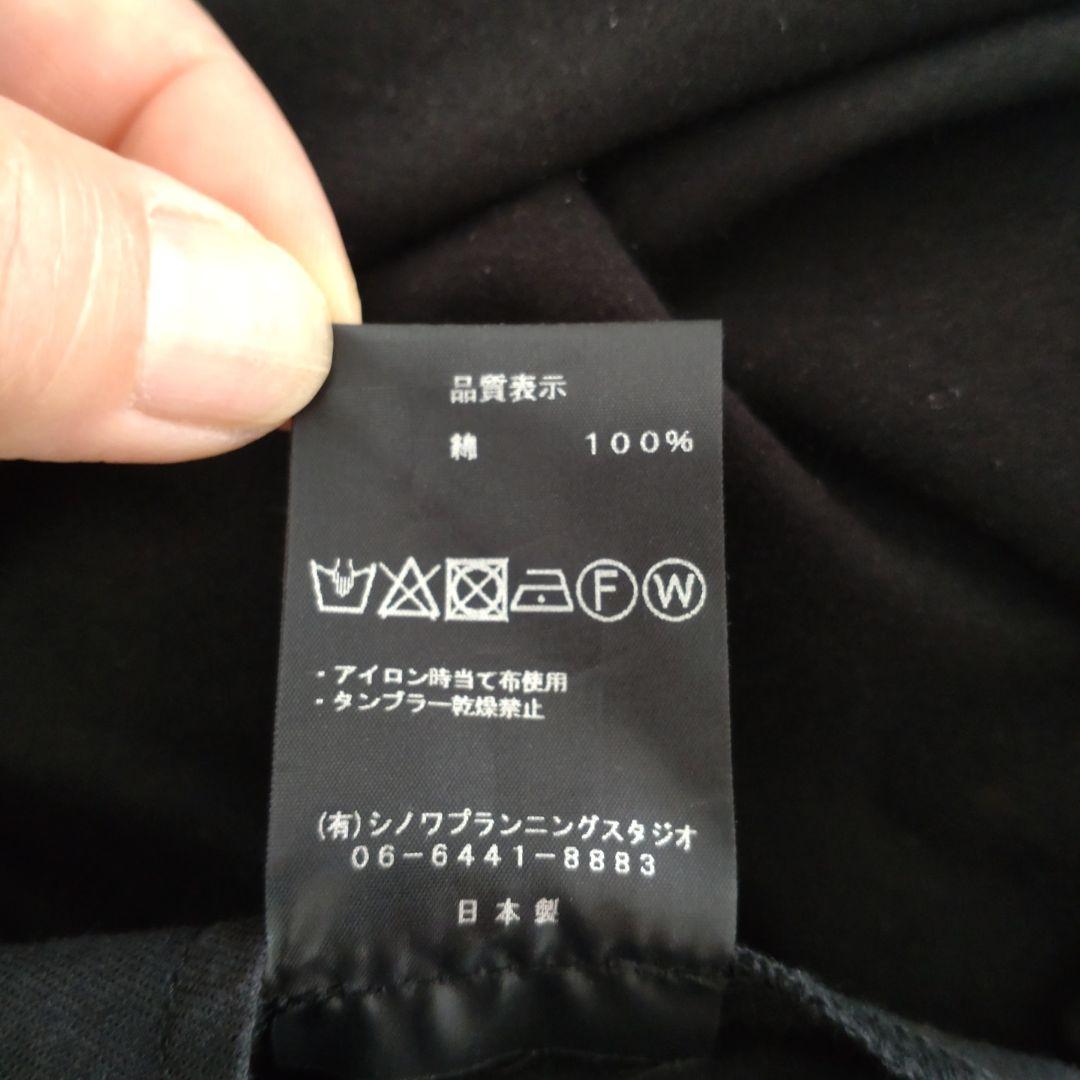 品質表示
綿 100%
F W
・アイロン時当て布使用
・タンブラー乾燥禁止
(有)シノワプランニングスタジオ
06-6441-8883
日本製